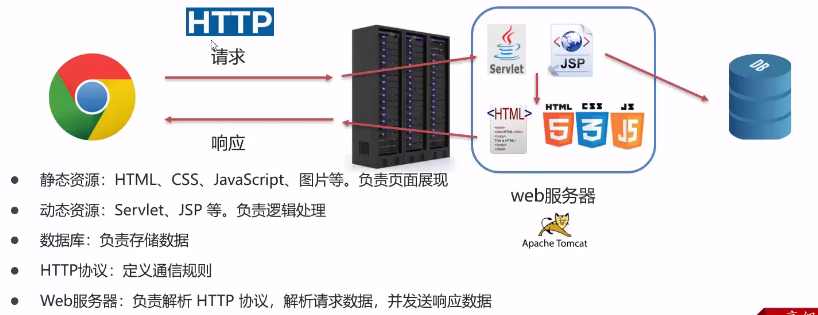 HTTP
请求
Servlet
JSP
DB
<HTML>
HTML
CSS
JS
5
3
JS
响应
web服务器
Apache Tomcat
● 静态资源：HTML、CSS、JavaScript、图片等。负责页面展现
● 动态资源：Servlet、JSP 等。负责逻辑处理
● 数据库：负责存储数据
● HTTP协议：定义通信规则
● Web服务器：负责解析 HTTP 协议，解析请求数据，并发送响应数据